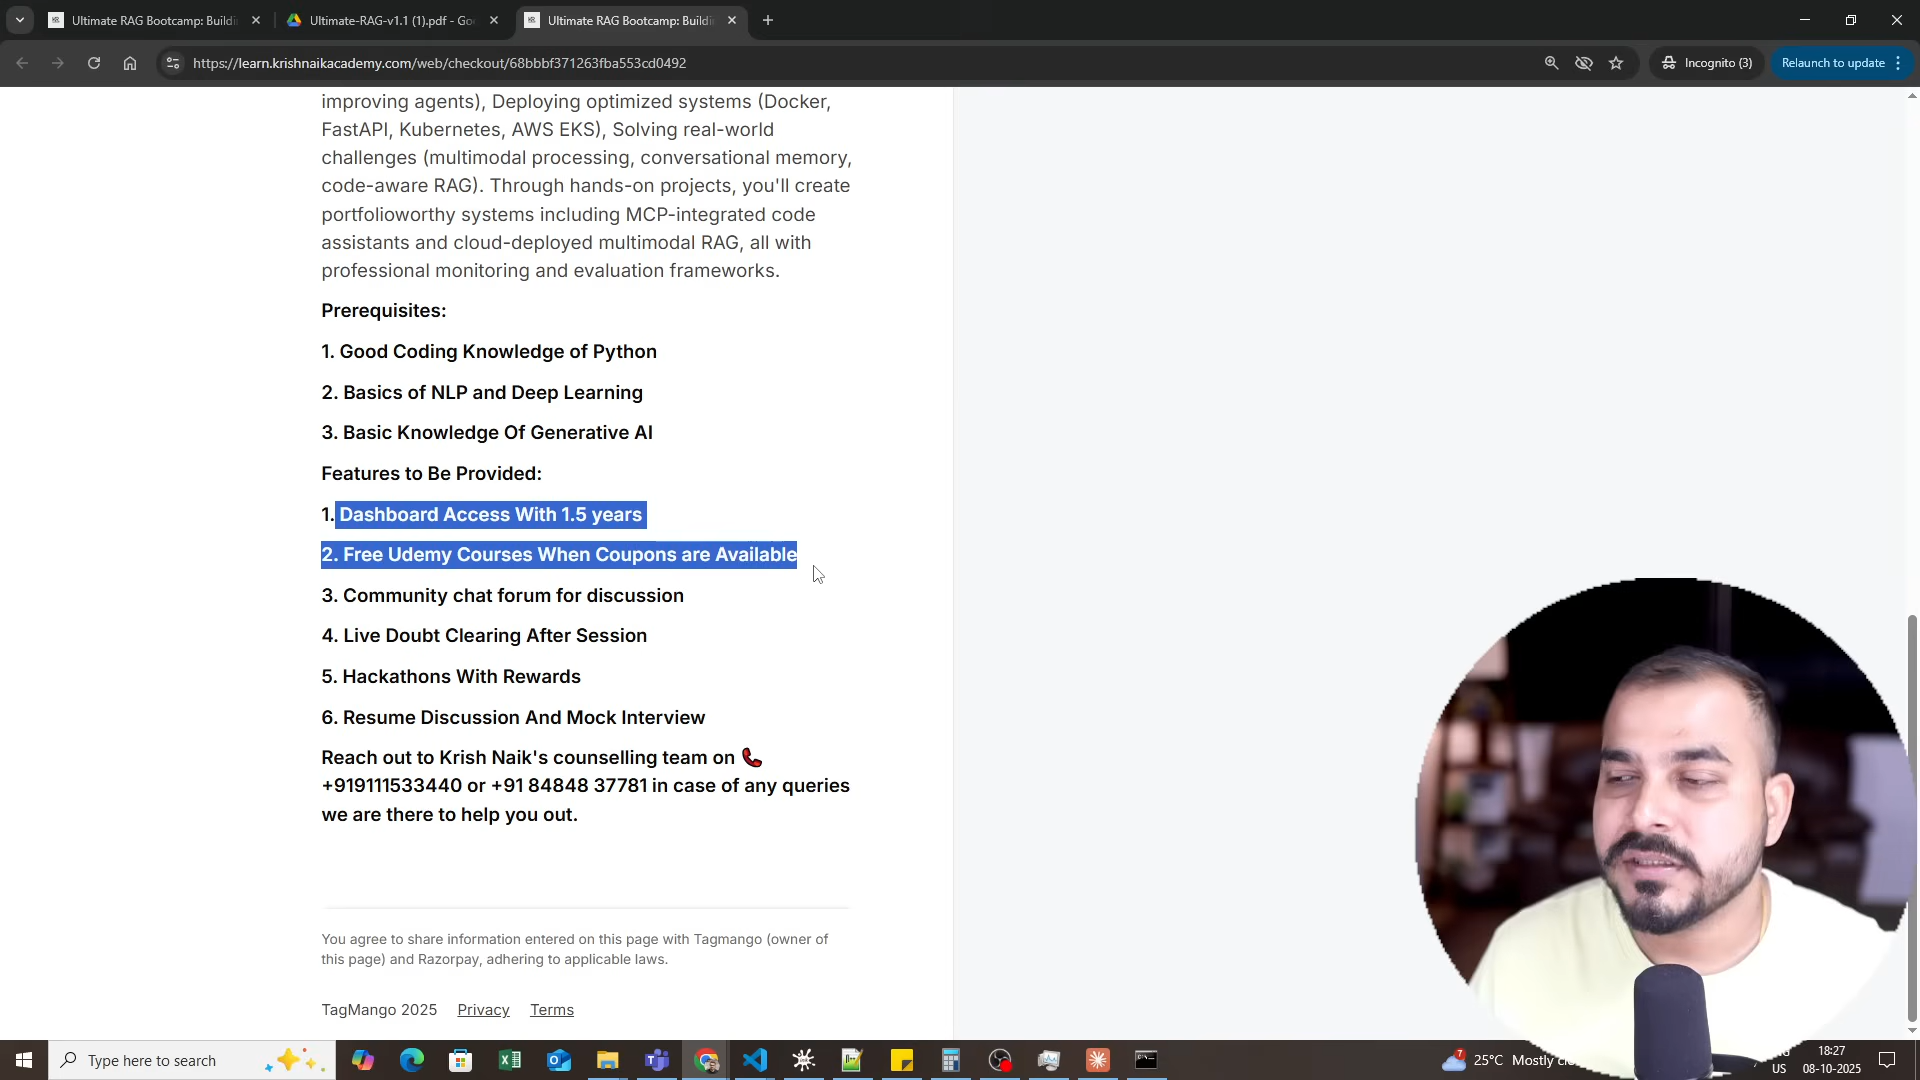 Ultimate RAG Bootcamp: Buildi
Ultimate-RAG-v1.1 (1).pdf - Go
Ultimate RAG Bootcamp: Buildi
https://learn.krishnaikacademy.com/web/checkout/68bbbf371263fba553cd0492
Incognito (3)
Relaunch to update
improving agents), Deploying optimized systems (Docker,
FastAPI, Kubernetes, AWS EKS), Solving real-world
challenges (multimodal processing, conversational memory,
code-aware RAG). Through hands-on projects, you'll create
portfolioworthy systems including MCP-integrated code
assistants and cloud-deployed multimodal RAG, all with
professional monitoring and evaluation frameworks.
Prerequisites:
1. Good Coding Knowledge of Python
2. Basics of NLP and Deep Learning
3. Basic Knowledge Of Generative AI
Features to Be Provided:
1. Dashboard Access With 1.5 years
2. Free Udemy Courses When Coupons are Available
3. Community chat forum for discussion
4. Live Doubt Clearing After Session
5. Hackathons With Rewards
6. Resume Discussion And Mock Interview
Reach out to Krish Naik's counselling team on 📞
+919111533440 or +91 84848 37781 in case of any queries
we are there to help you out.
You agree to share information entered on this page with Tagmango (owner of
this page) and Razorpay, adhering to applicable laws.
TagMango 2025 Privacy Terms
Type here to search
7
25°C Mostly
18:27
US 08-10-2025